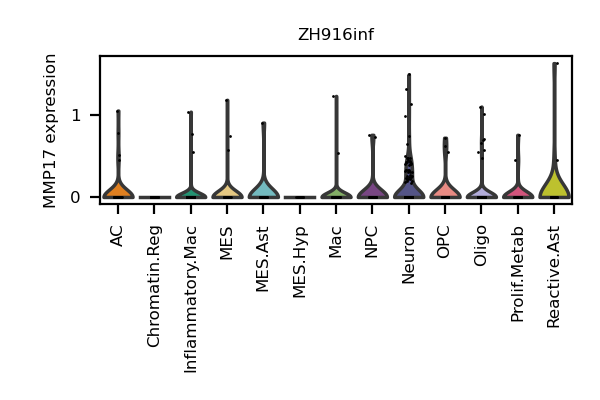 ZH916inf
MMP17 expression
1
0
AC
Chromatin.Reg
Inflammatory.Mac
MES
MES.Ast
MES.Hyp
Mac
NPC
Neuron
OPC
Oligo
Prolif.Metab
Reactive.Ast